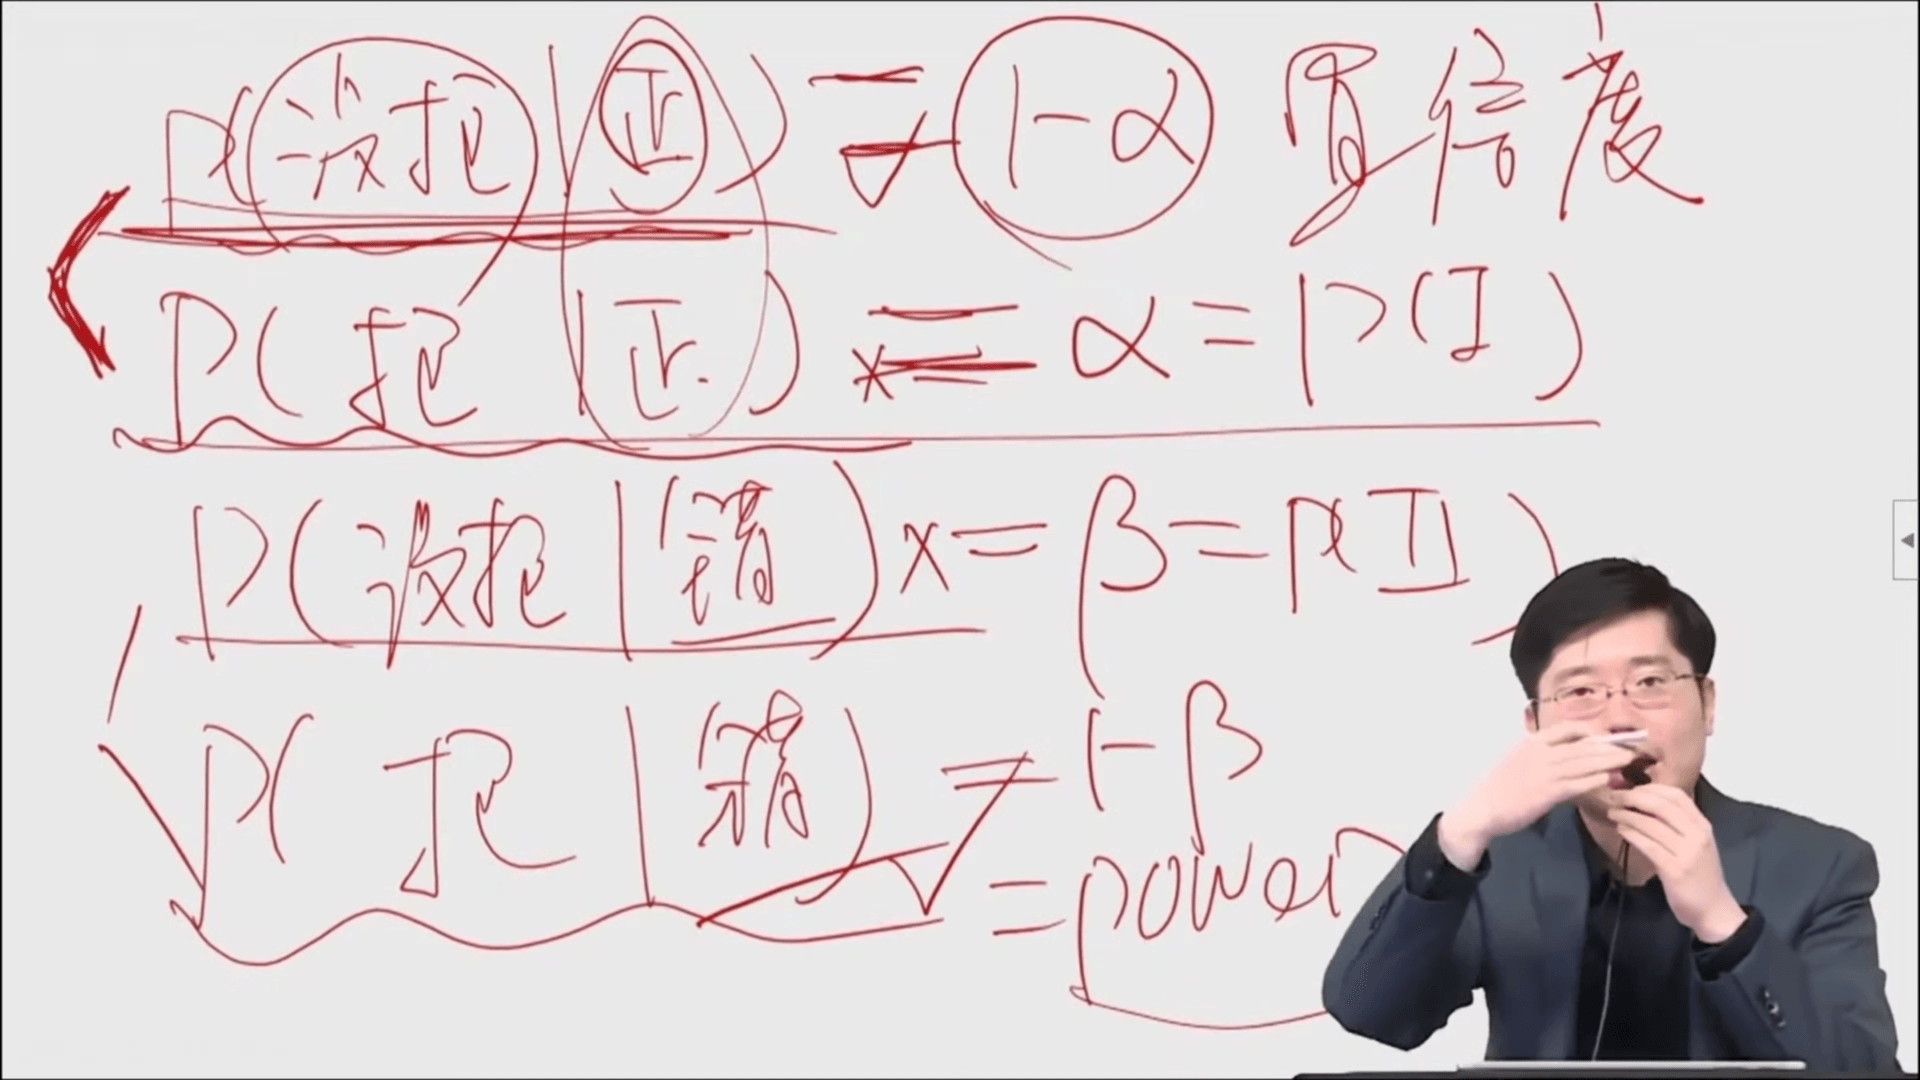 P(没拒|正) = 1-α 置信度
P(拒|正) x = α = P(I)
P(没拒|错) x = β = P(II)
P(拒|错) = 1-β
= power